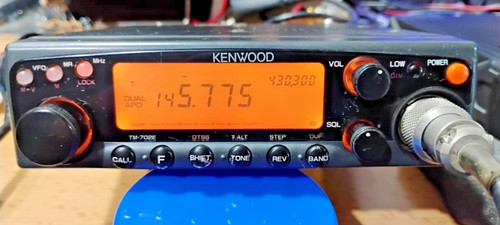 KENWOOD
VFO MR MHz
M▸V M LOCK
430,300
DUAL
APO
145.775
VOL LOW POWER
SQL
TM-702E DTSS T.ALT STEP DUP
CALL F SHIFT TONE REV BAND